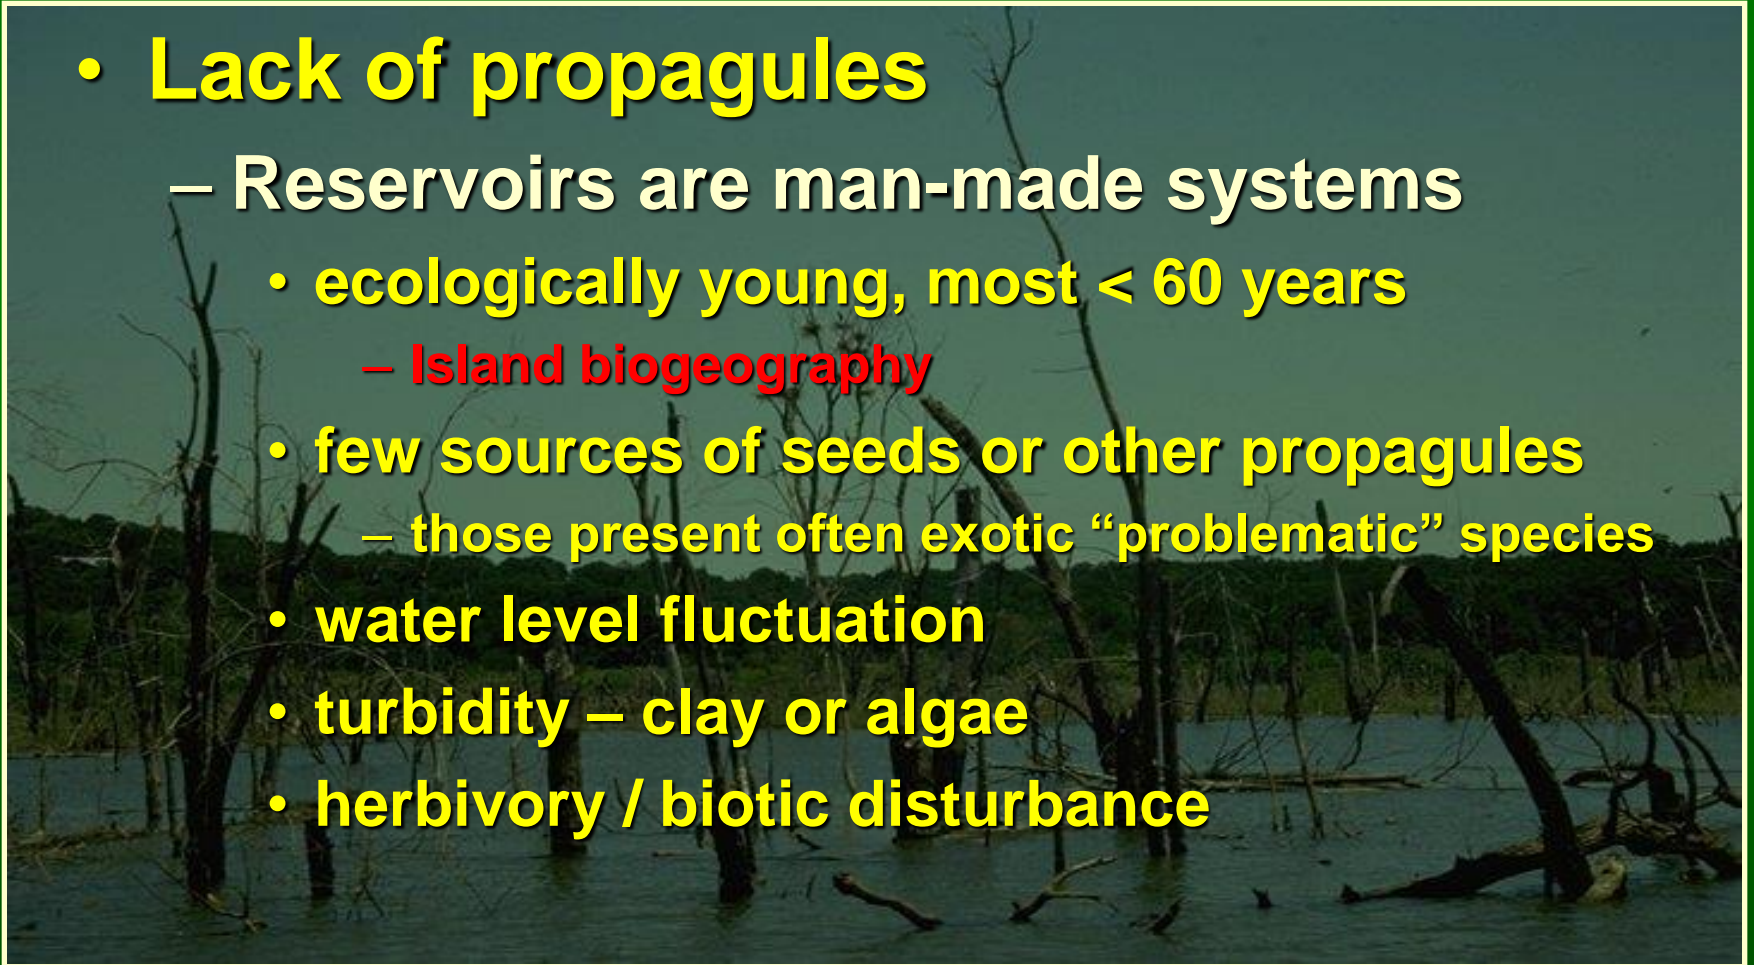 • Lack of propagules
– Reservoirs are man-made systems
• ecologically young, most < 60 years
– Island biogeography
• few sources of seeds or other propagules
– those present often exotic “problematic” species
• water level fluctuation
• turbidity – clay or algae
• herbivory / biotic disturbance